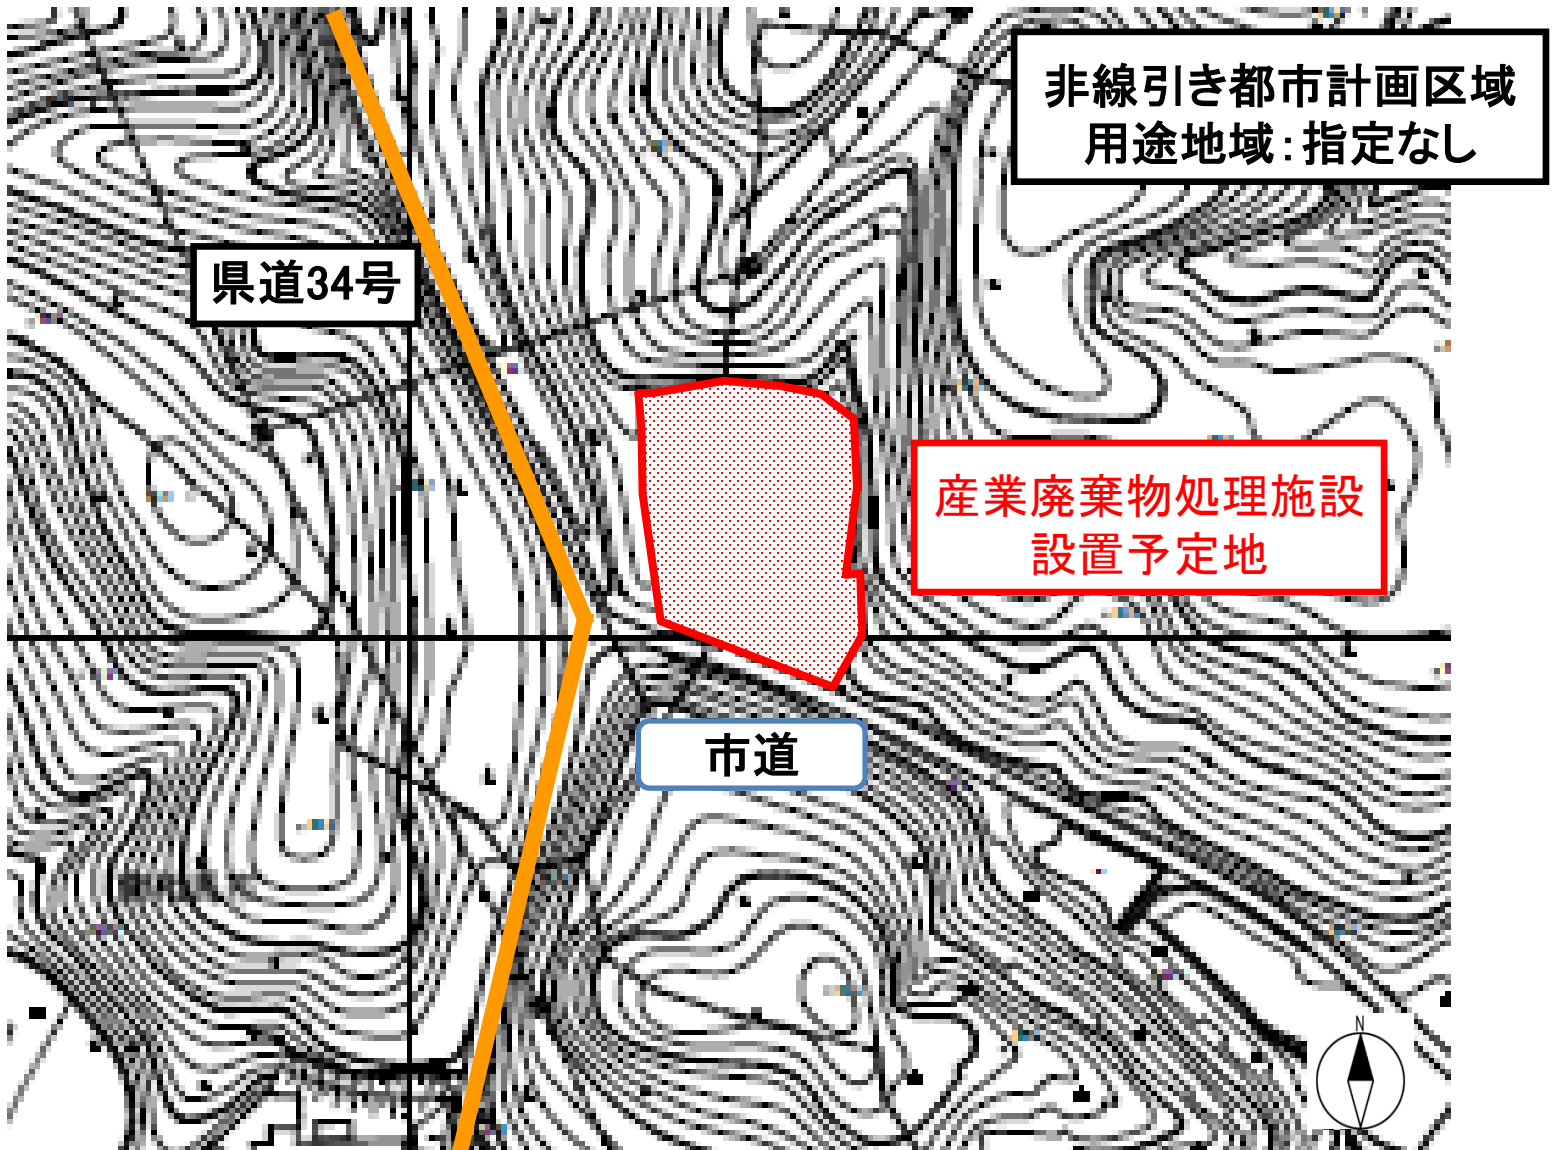 非線引き都市計画区域
用途地域：指定なし
県道34号
産業廃棄物処理施設
設置予定地
市道
N